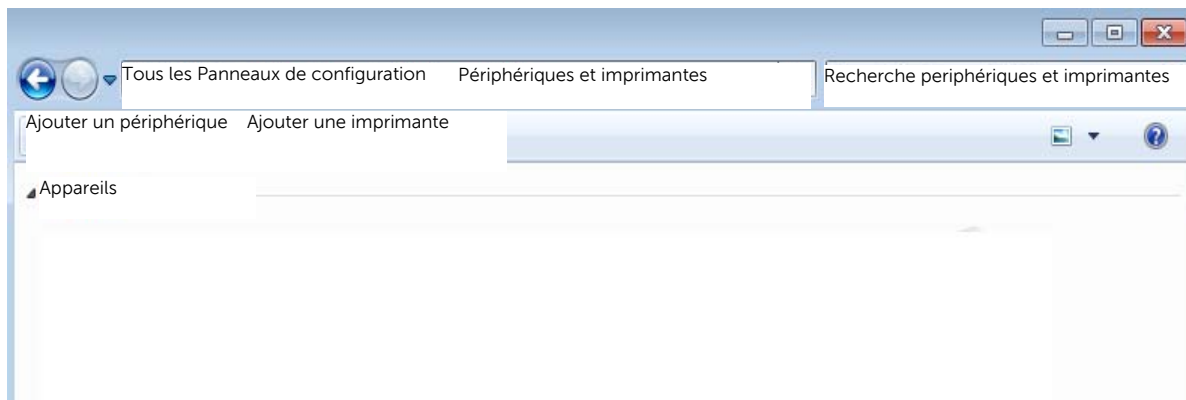 Tous les Panneaux de configuration Périphériques et imprimantes Recherche periphériques et imprimantes
Ajouter un périphérique Ajouter une imprimante
Appareils